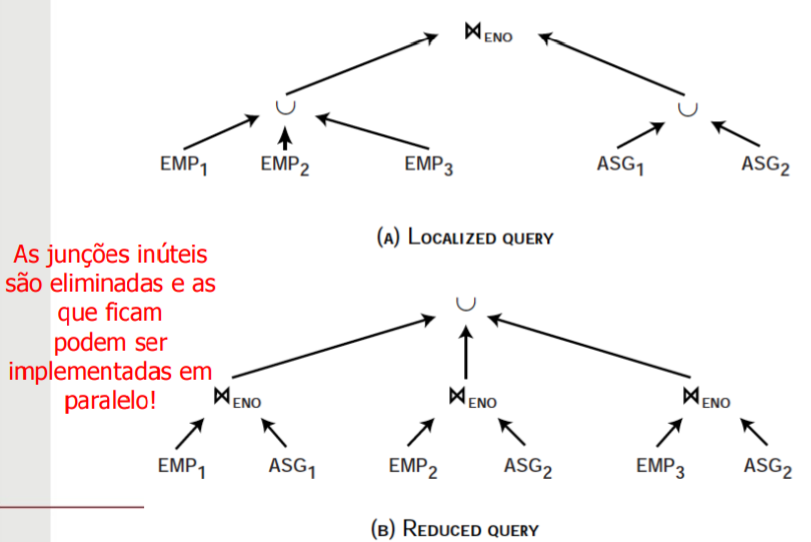 ⋈ENO
∪ ∪
EMP₁ EMP₂ EMP₃ ASG₁ ASG₂
(A) LOCALIZED QUERY
As junções inúteis
são eliminadas e as
que ficam
podem ser
implementadas em
paralelo!
∪
⋈ENO ⋈ENO ⋈ENO
EMP₁ ASG₁ EMP₂ ASG₂ EMP₃ ASG₂
(B) REDUCED QUERY